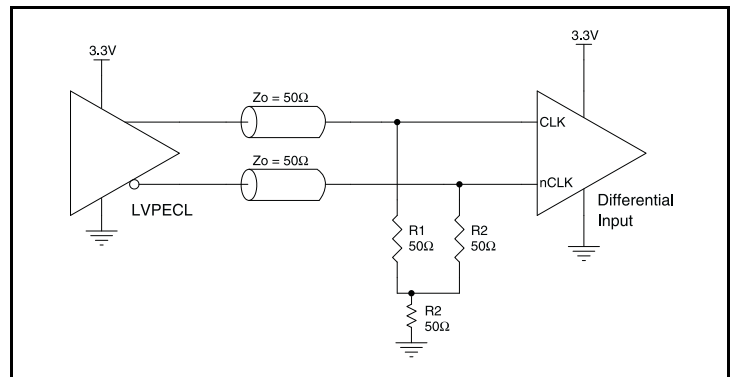 3.3V
3.3V
Zo = 50Ω
CLK
Zo = 50Ω
nCLK
LVPECL
Differential
Input
R1
50Ω
R2
50Ω
R2
50Ω